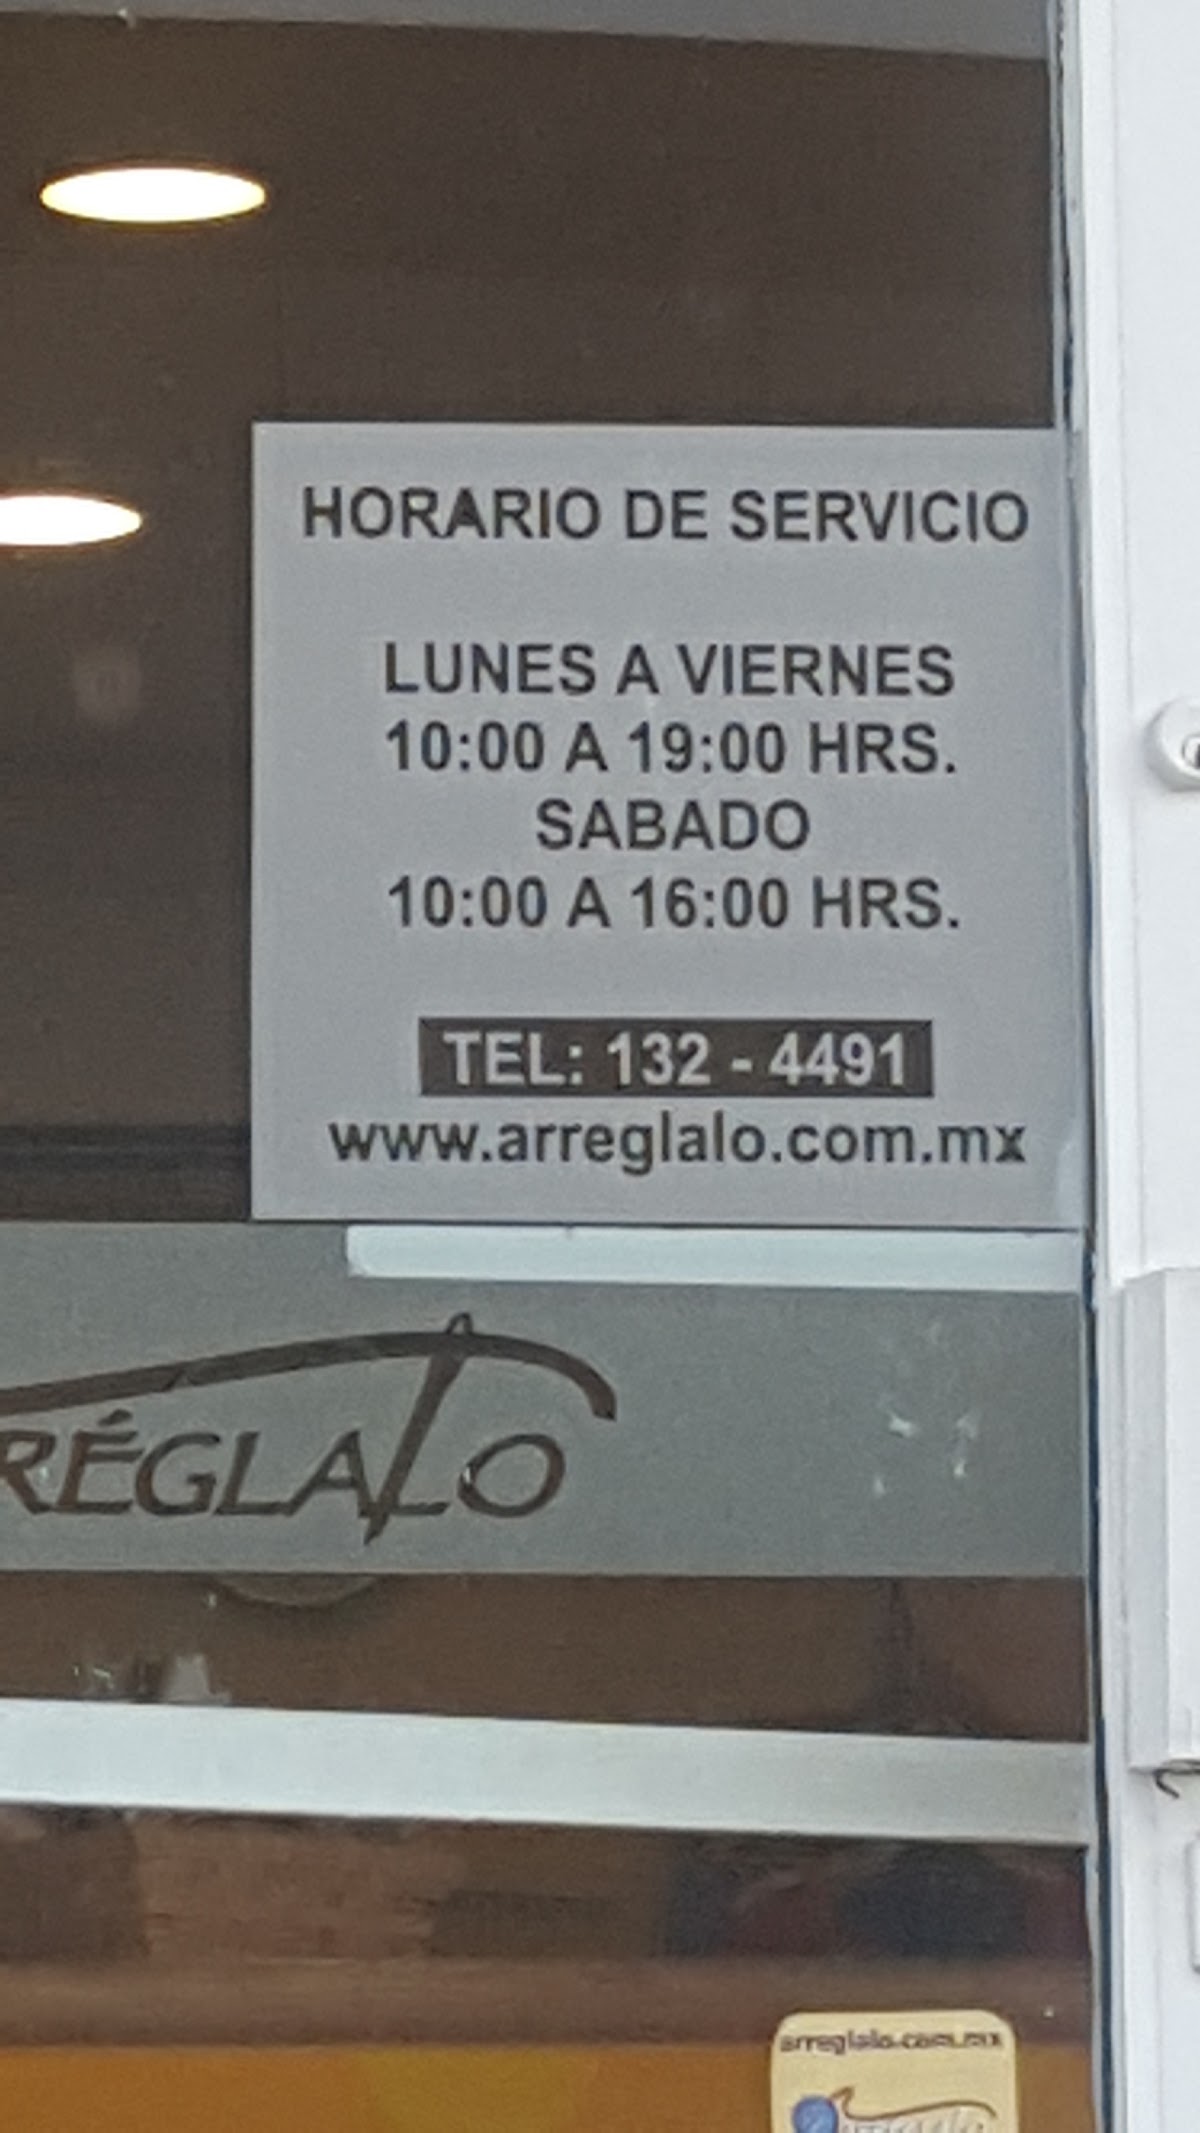 HORARIO DE SERVICIO
LUNES A VIERNES
10:00 A 19:00 HRS.
SABADO
10:00 A 16:00 HRS.
TEL: 132 - 4491
www.arreglalo.com.mx
RÉGLALO
arreglalo.com.mx